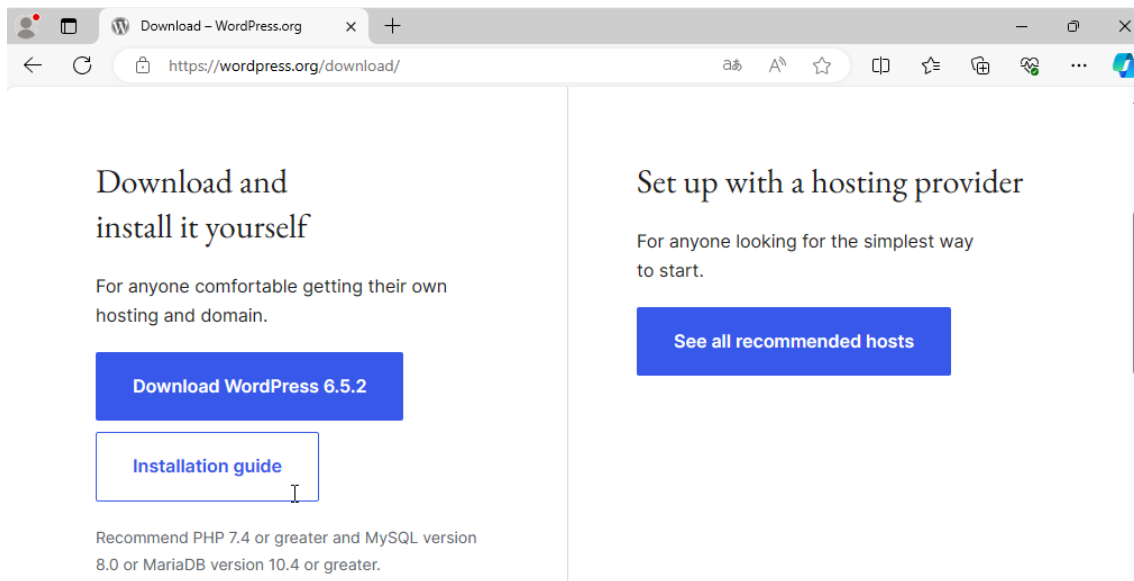 Download – WordPress.org
https://wordpress.org/download/
Download and
install it yourself
For anyone comfortable getting their own
hosting and domain.
Download WordPress 6.5.2
Installation guide
Recommend PHP 7.4 or greater and MySQL version
8.0 or MariaDB version 10.4 or greater.
Set up with a hosting provider
For anyone looking for the simplest way
to start.
See all recommended hosts